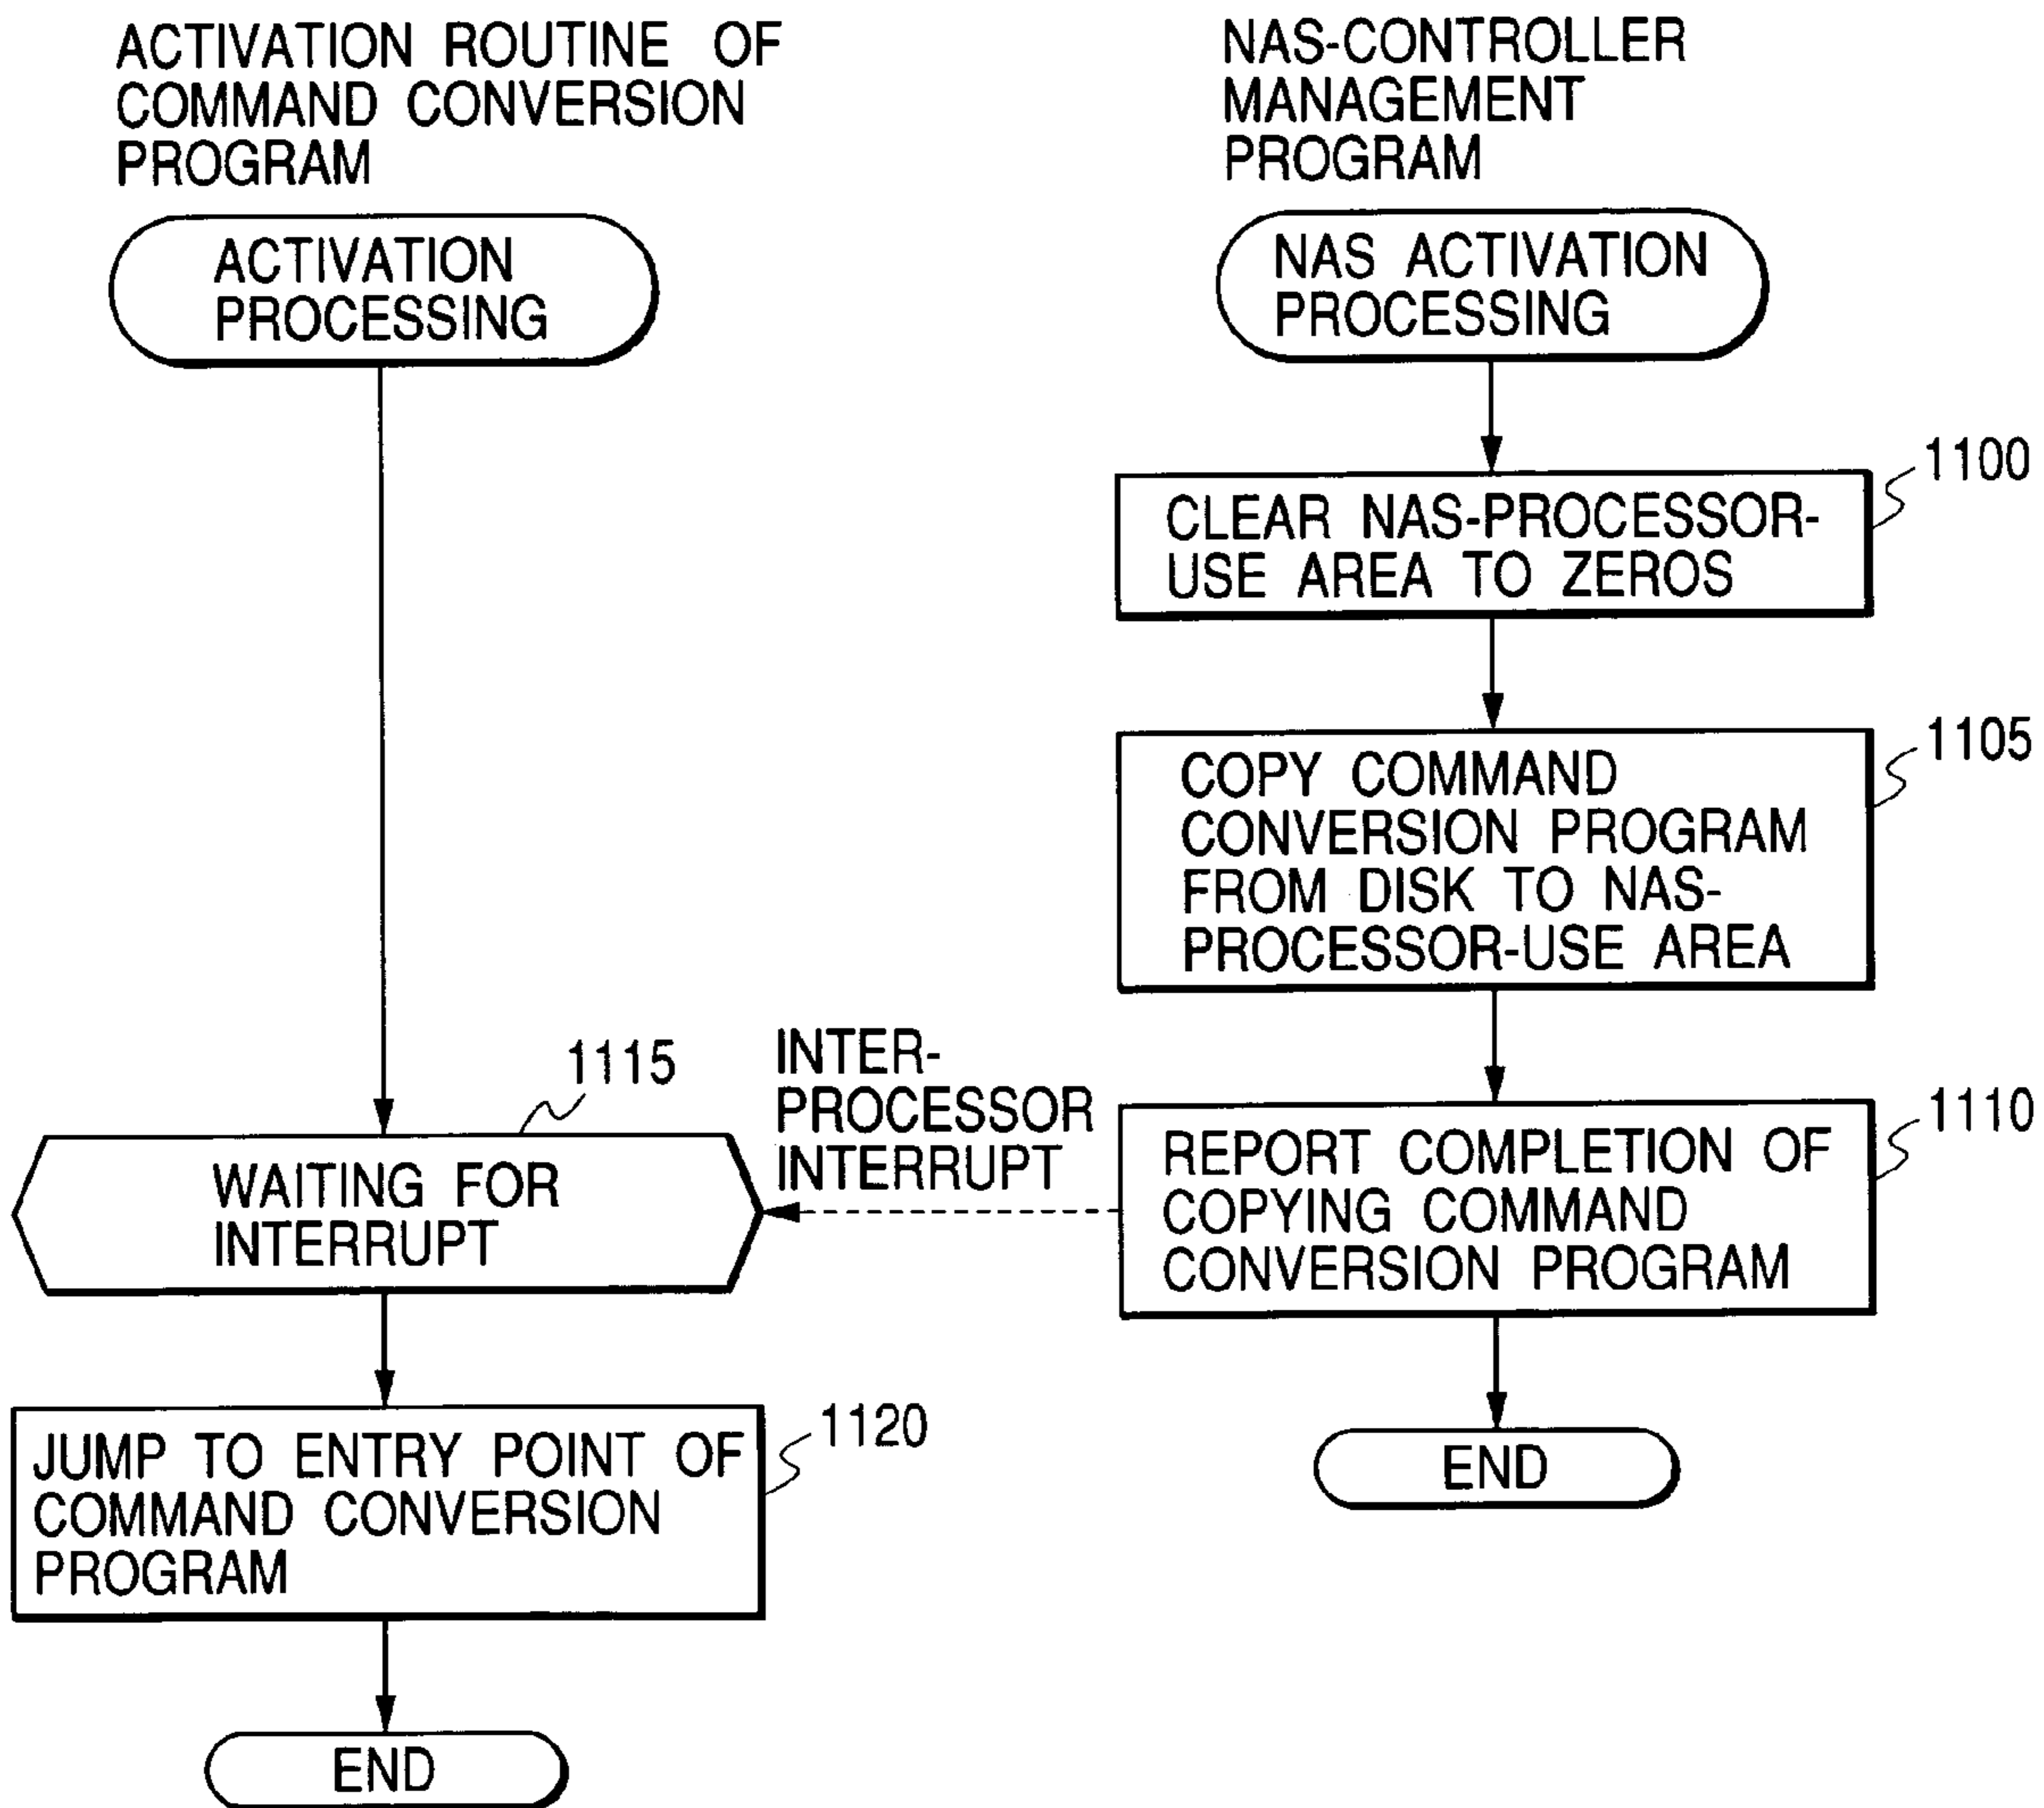 ACTIVATION ROUTINE OF
COMMAND CONVERSION
PROGRAM
ACTIVATION
PROCESSING
1115
WAITING FOR
INTERRUPT
INTER-
PROCESSOR
INTERRUPT
1120
JUMP TO ENTRY POINT OF
COMMAND CONVERSION
PROGRAM
END
NAS-CONTROLLER
MANAGEMENT
PROGRAM
NAS ACTIVATION
PROCESSING
1100
CLEAR NAS-PROCESSOR-
USE AREA TO ZEROS
1105
COPY COMMAND
CONVERSION PROGRAM
FROM DISK TO NAS-
PROCESSOR-USE AREA
1110
REPORT COMPLETION OF
COPYING COMMAND
CONVERSION PROGRAM
END